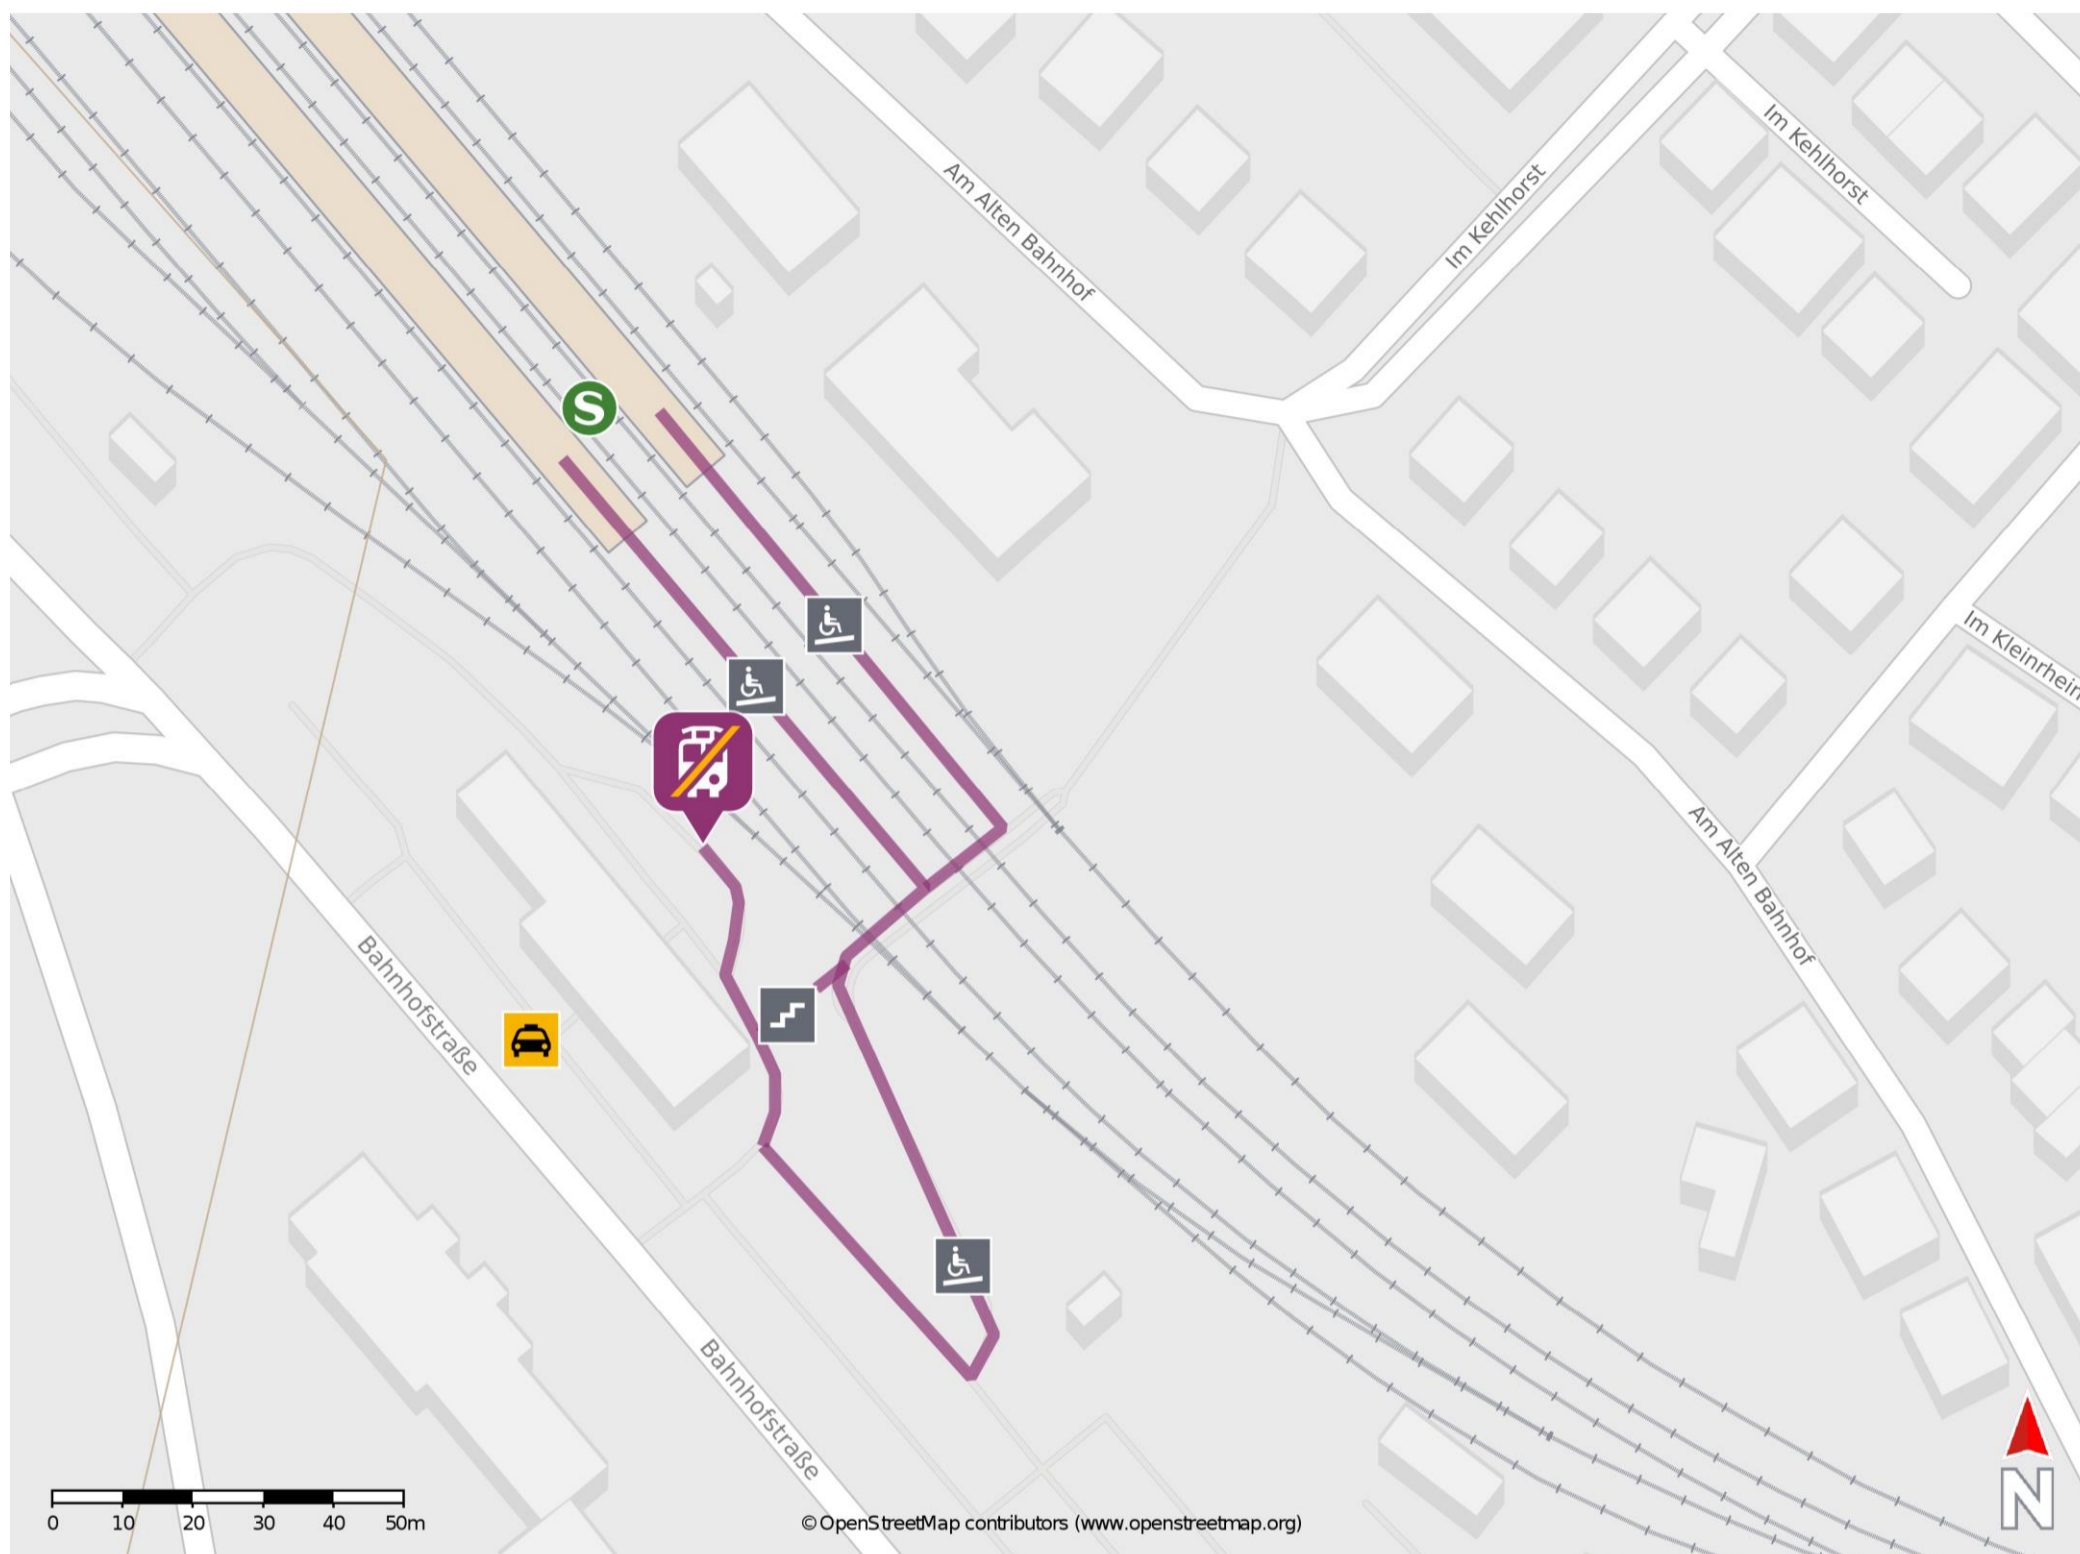 Im Kehlhorst
Am Alten Bahnhof
Im Kehlhorst
S
Im Kleinrhein
Am Alten Bahnhof
Bahnhofstraße
Bahnhofstraße
N
0 10 20 30 40 50m
©OpenStreetMap contributors (www.openstreetmap.org)